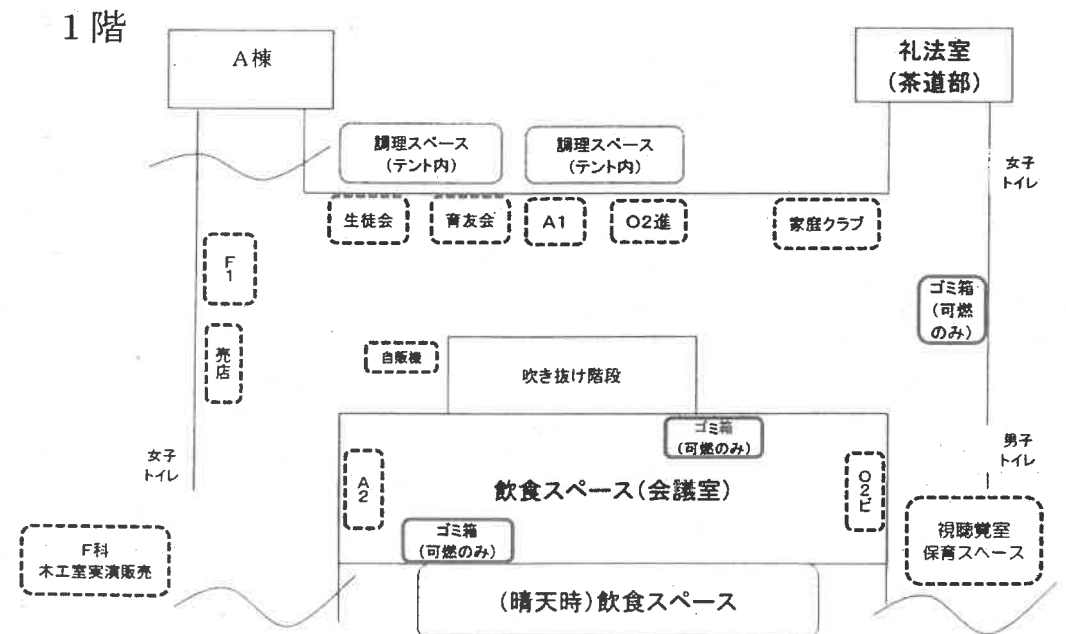 1階
A棟
礼法室
(茶道部)
調理スペース
(テント内)
調理スペース
(テント内)
女子
トイレ
生徒会
育友会
A1
O2進
家庭クラブ
F1
ゴミ箱
(可燃
のみ)
売店
自販機
吹き抜け階段
ゴミ箱
(可燃のみ)
男子
トイレ
女子
トイレ
A2
飲食スペース(会議室)
O2ビ
視聴覚室
保育スペース
ゴミ箱
(可燃のみ)
F科
木工室実演販売
(晴天時)飲食スペース